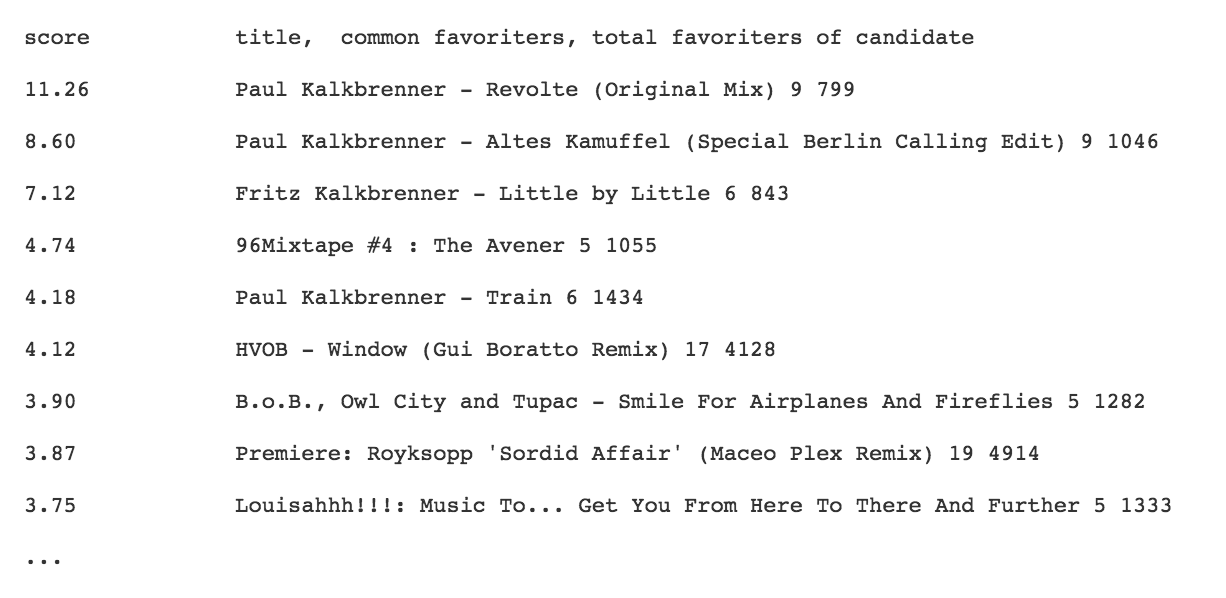 score title, common favoriters, total favoriters of candidate
11.26 Paul Kalkbrenner - Revolte (Original Mix) 9 799
8.60 Paul Kalkbrenner - Altes Kamuffel (Special Berlin Calling Edit) 9 1046
7.12 Fritz Kalkbrenner - Little by Little 6 843
4.74 96Mixtape #4 : The Avener 5 1055
4.18 Paul Kalkbrenner - Train 6 1434
4.12 HVOB - Window (Gui Boratto Remix) 17 4128
3.90 B.o.B., Owl City and Tupac - Smile For Airplanes And Fireflies 5 1282
3.87 Premiere: Royksopp 'Sordid Affair' (Maceo Plex Remix) 19 4914
3.75 Louisahhh!!!: Music To... Get You From Here To There And Further 5 1333
...